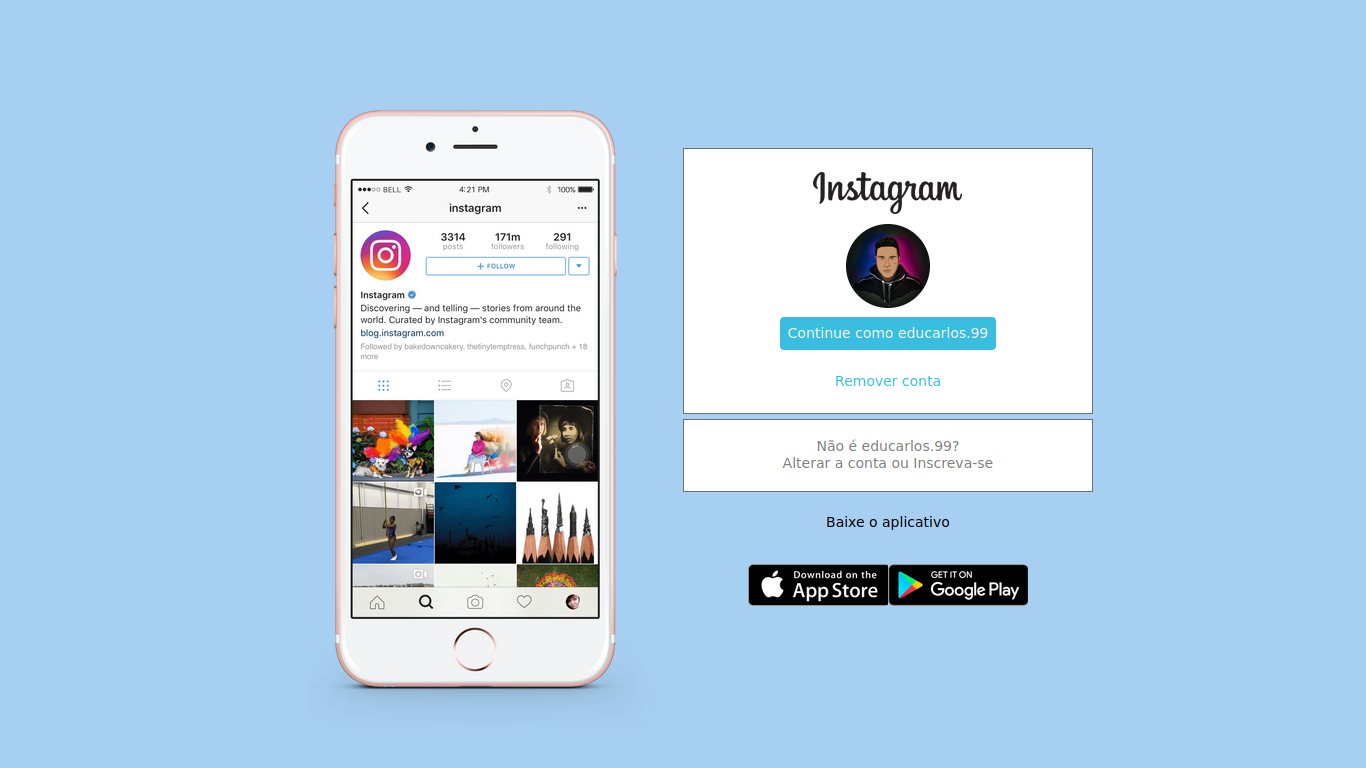 BELL 4:21 PM 100%
instagram
3314 171m 291
posts followers following
+ FOLLOW
Instagram
Discovering — and telling — stories from around the
world. Curated by Instagram's community team.
blog.instagram.com
Followed by bakedowncakery, thetinytemptress, funchpunch + 18
more
Instagram
Continue como educarlos.99
Remover conta
Não é educarlos.99?
Alterar a conta ou Inscreva-se
Baixe o aplicativo
Download on the
App Store
GET IT ON
Google Play